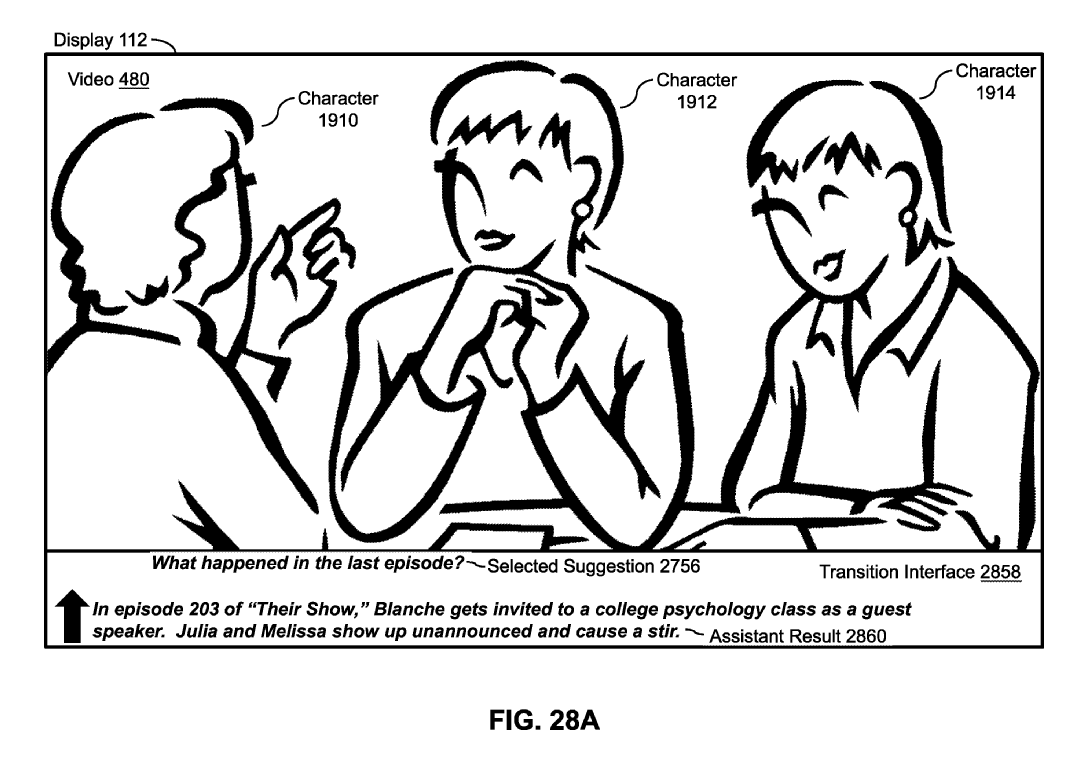 Display 112
Video 480
Character
1910
Character
1912
Character
1914
What happened in the last episode?
Selected Suggestion 2756
Transition Interface 2858
In episode 203 of “Their Show,” Blanche gets invited to a college psychology class as a guest
speaker. Julia and Melissa show up unannounced and cause a stir.
Assistant Result 2860
FIG. 28A